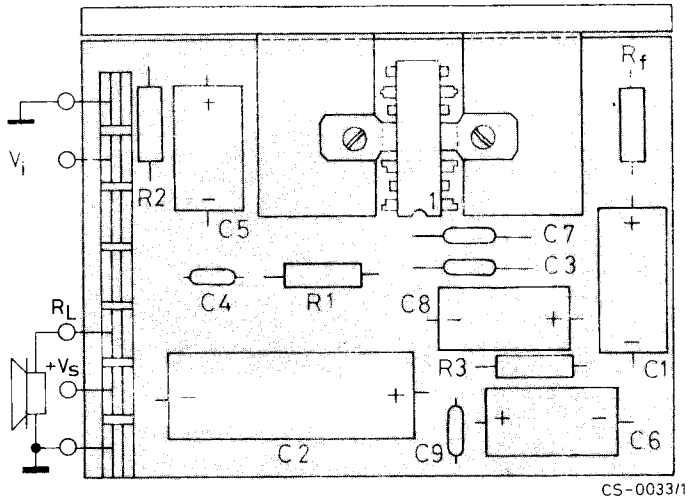 Rf
Vi
R2
C5
1
C7
C3
C4
R1
C8
RL
+Vs
R3
C1
C2
C9
C6
+
−
+
−
−
+
−
+
+
−
CS-0033/1